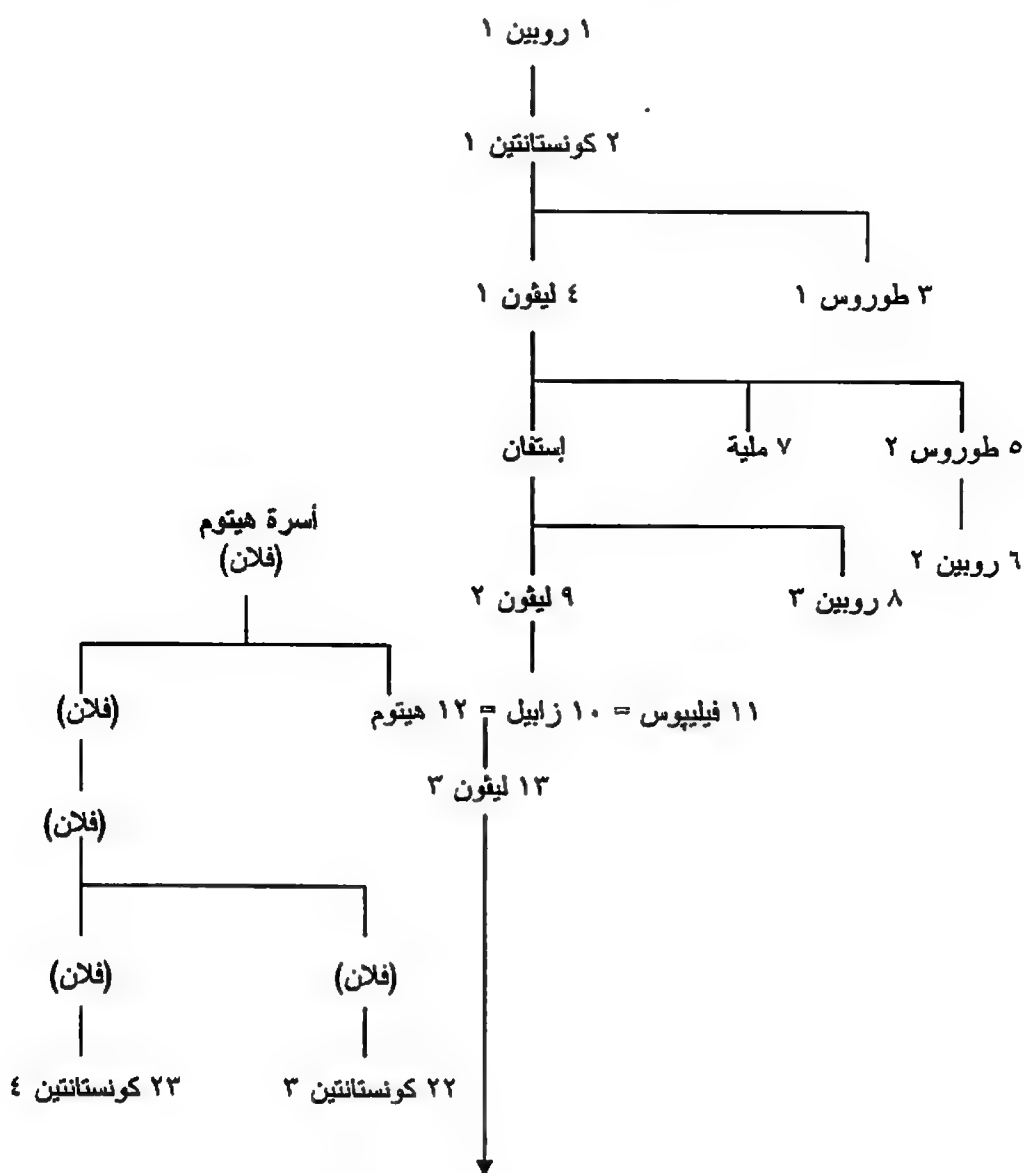 ١ روبين ١
٢ كونستانتين ١
٣ طوروس ١
٤ ليڤون ١
٥ طوروس ٢
٧ ملية
إستفان
٦ روبين ٢
٨ روبين ٣
٩ ليڤون ٢
أسرة هيتوم
(فلان)
١١ فيليپوس = ١٠ زابيل = ١٢ هيتوم
(فلان)
١٣ ليڤون ٣
(فلان)
(فلان)
(فلان)
٢٢ كونستانتين ٣
٢٣ كونستانتين ٤